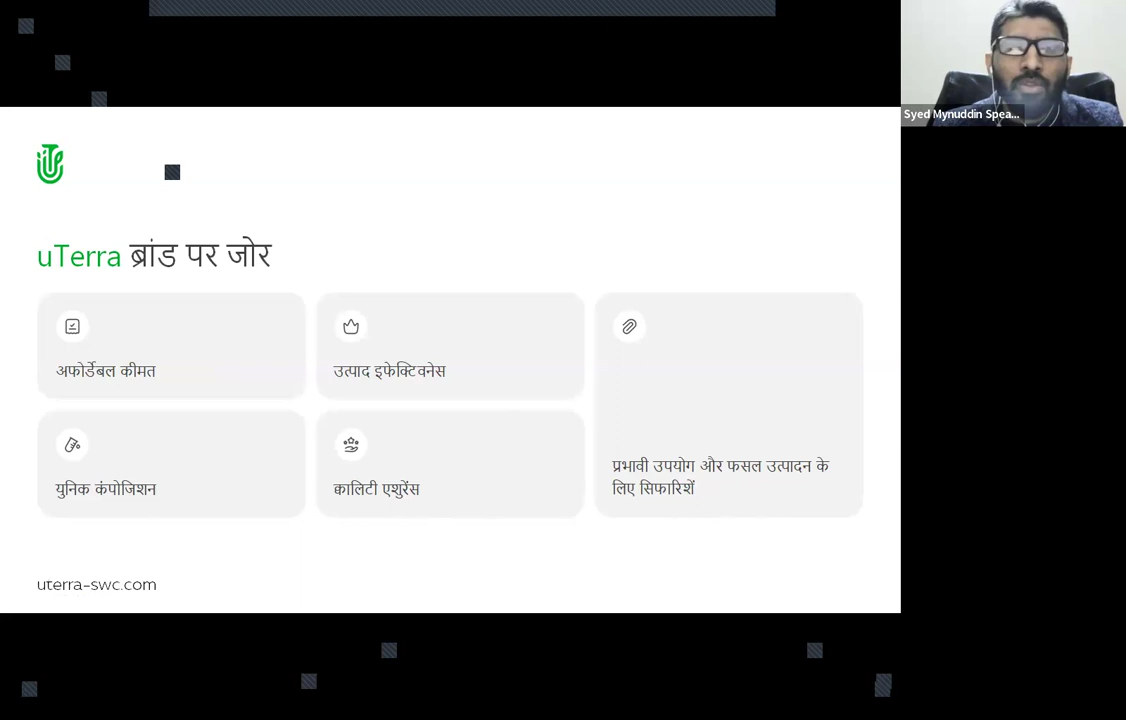 Syed Mynuddin Spea...
uTerra ब्रांड पर जोर
अफोर्डेबल कीमत
उत्पाद इफेक्टिवनेस
युनिक कंपोजिशन
क्वालिटी एशुरेंस
प्रभावी उपयोग और फसल उत्पादन के
लिए सिफारिशें
uterra-swc.com